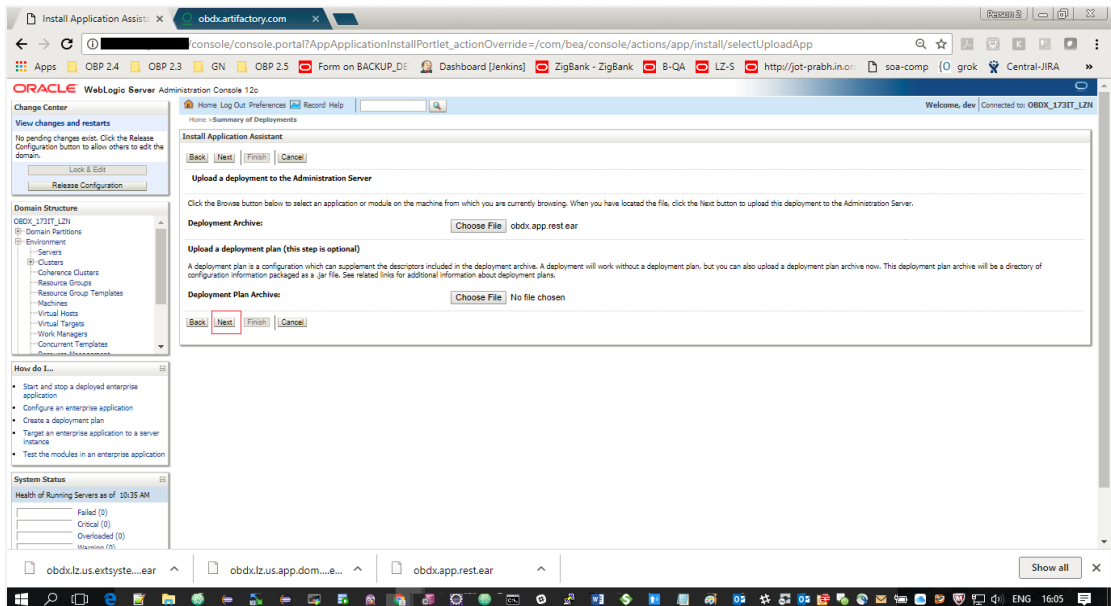 Install Application Assista
obdx.artifactory.com
Person 2
/console/console.portal?AppApplicationInstallPortlet_actionOverride=/com/bea/console/actions/app/install/selectUploadApp
Apps OBP 2.4 OBP 2.3 GN OBP 2.5 Form on BACKUP_DE Dashboard [Jenkins] ZigBank - ZigBank B-QA LZ-S http://jot-prabh.in.or soa-comp {O grok Central-JIRA »
ORACLE WebLogic Server Administration Console 12c
Change Center
View changes and restarts
No pending changes exist. Click the Release
Configuration button to allow others to edit the
domain.
Lock & Edit
Release Configuration
Domain Structure
OBDX_173IT_LZN
Domain Partitions
Environment
Servers
Clusters
Coherence Clusters
Resource Groups
Resource Group Templates
Machines
Virtual Hosts
Virtual Targets
Work Managers
Concurrent Templates
Resource Management
How do I...
Start and stop a deployed enterprise
application
Configure an enterprise application
Create a deployment plan
Target an enterprise application to a server
instance
Test the modules in an enterprise application
System Status
Health of Running Servers as of 10:35 AM
Failed (0)
Critical (0)
Overloaded (0)
Warning (0)
Home Log Out Preferences Record Help
Welcome, dev Connected to: OBDX_173IT_LZN
Home >Summary of Deployments
Install Application Assistant
Back Next Finish Cancel
Upload a deployment to the Administration Server
Click the Browse button below to select an application or module on the machine from which you are currently browsing. When you have located the file, click the Next button to upload this deployment to the Administration Server.
Deployment Archive: Choose File obdx.app.rest.ear
Upload a deployment plan (this step is optional)
A deployment plan is a configuration which can supplement the descriptors included in the deployment archive. A deployment will work without a deployment plan, but you can also upload a deployment plan archive now. This deployment plan archive will be a directory of
configuration information packaged as a .jar file. See related links for additional information about deployment plans.
Deployment Plan Archive: Choose File No file chosen
Back Next Finish Cancel
obdx.lz.us.extsyste....ear
obdx.lz.us.app.dom....e...
obdx.app.rest.ear
Show all
ENG 16:05